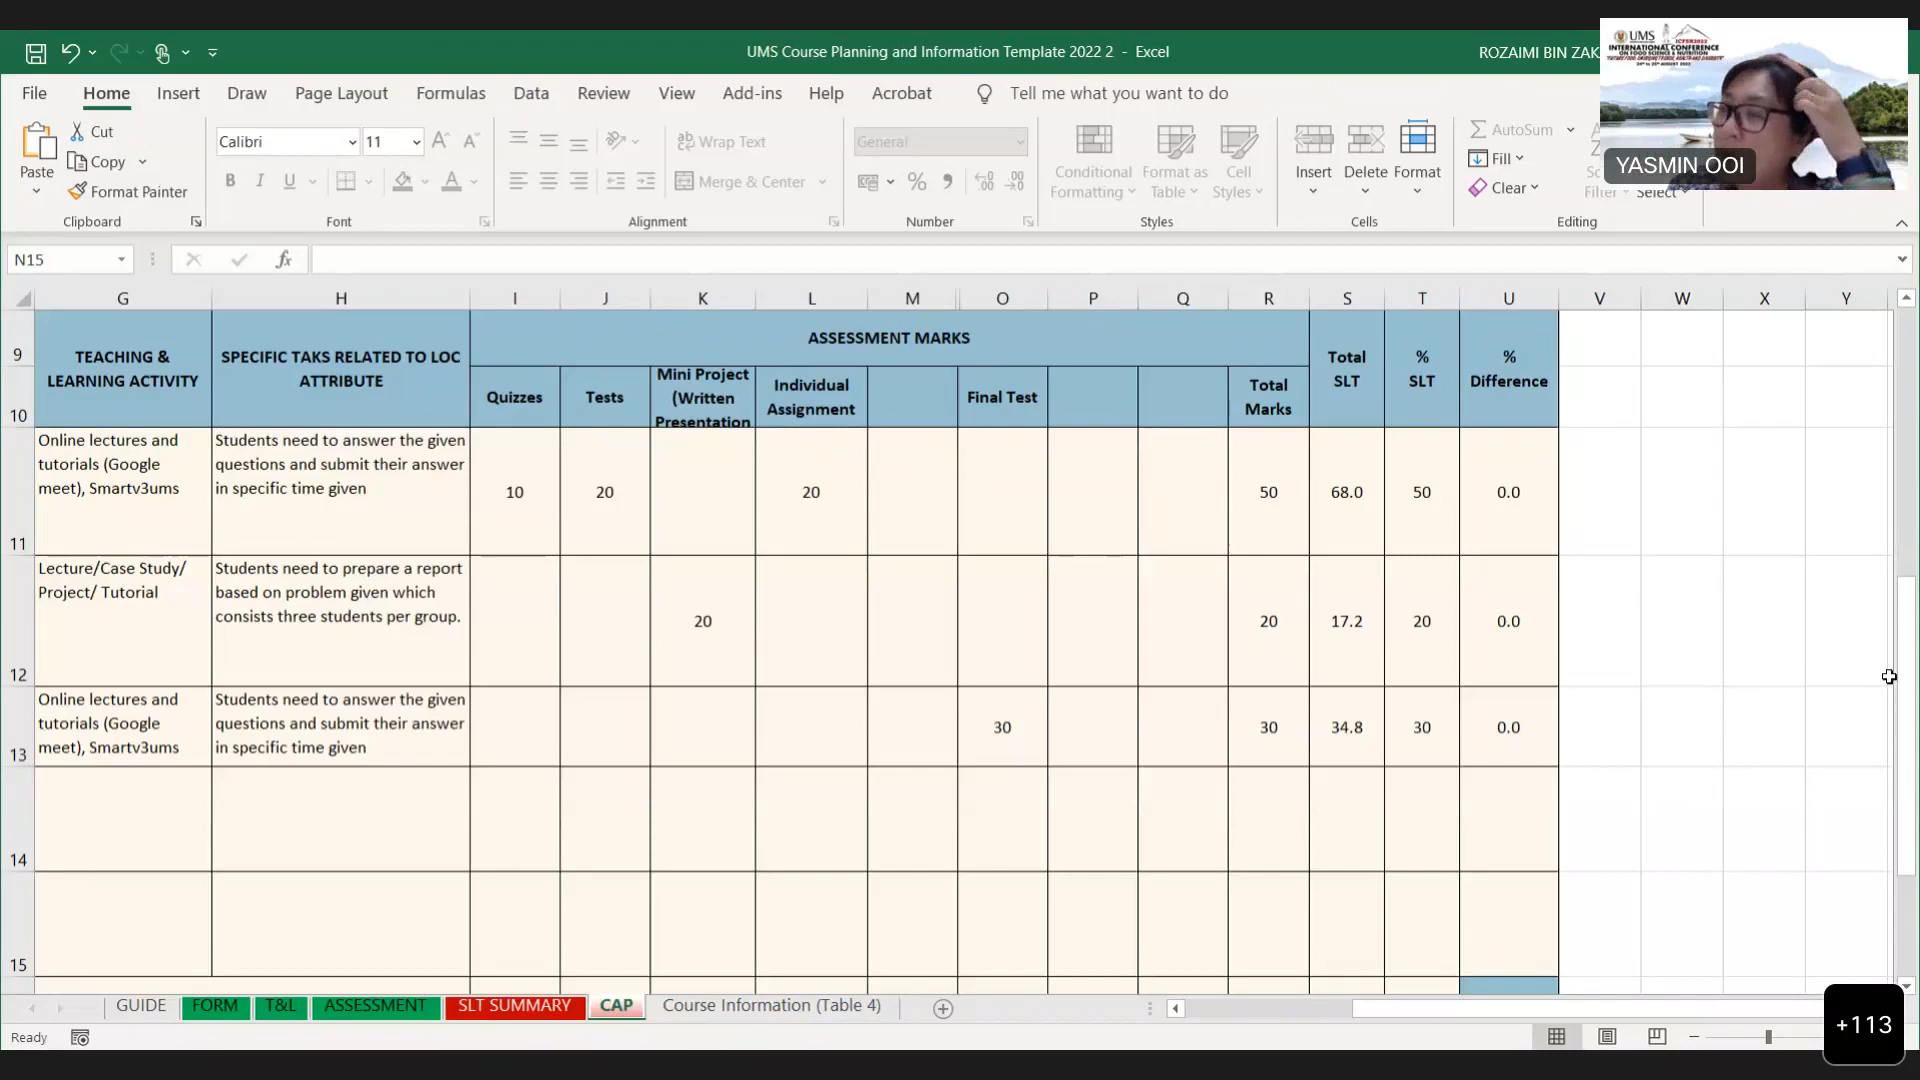 UMS Course Planning and Information Template 2022 2 - Excel
ROZAIMI BIN ZAK
UMS
ICFSN2022
INTERNATIONAL CONFERENCE
ON FOOD SCIENCE & NUTRITION
YASMIN OOI
File Home Insert Draw Page Layout Formulas Data Review View Add-ins Help Acrobat Tell me what you want to do
Paste
Cut
Copy
Format Painter
Clipboard
Calibri 11
B I U
Font
Wrap Text
Merge & Center
Alignment
General
Number
Conditional Formatting
Format as Table
Cell Styles
Styles
Insert Delete Format
Cells
AutoSum
Fill
Clear
Filter
Select
Editing
N15 fx
G H I J K L M O P Q R S T U V W X Y
9 TEACHING & LEARNING ACTIVITY SPECIFIC TAKS RELATED TO LOC ATTRIBUTE ASSESSMENT MARKS Total SLT % SLT % Difference
10 Quizzes Tests Mini Project (Written Presentation Individual Assignment Final Test Total Marks
Online lectures and
tutorials (Google
meet), Smartv3ums
Students need to answer the given
questions and submit their answer
in specific time given
10 20 20 50 68.0 50 0.0
11
Lecture/Case Study/
Project/ Tutorial
Students need to prepare a report
based on problem given which
consists three students per group.
20 20 17.2 20 0.0
12
Online lectures and
tutorials (Google
meet), Smartv3ums
Students need to answer the given
questions and submit their answer
in specific time given
30 30 34.8 30 0.0
13
14
15
GUIDE FORM T&L ASSESSMENT SLT SUMMARY CAP Course Information (Table 4)
Ready
+113